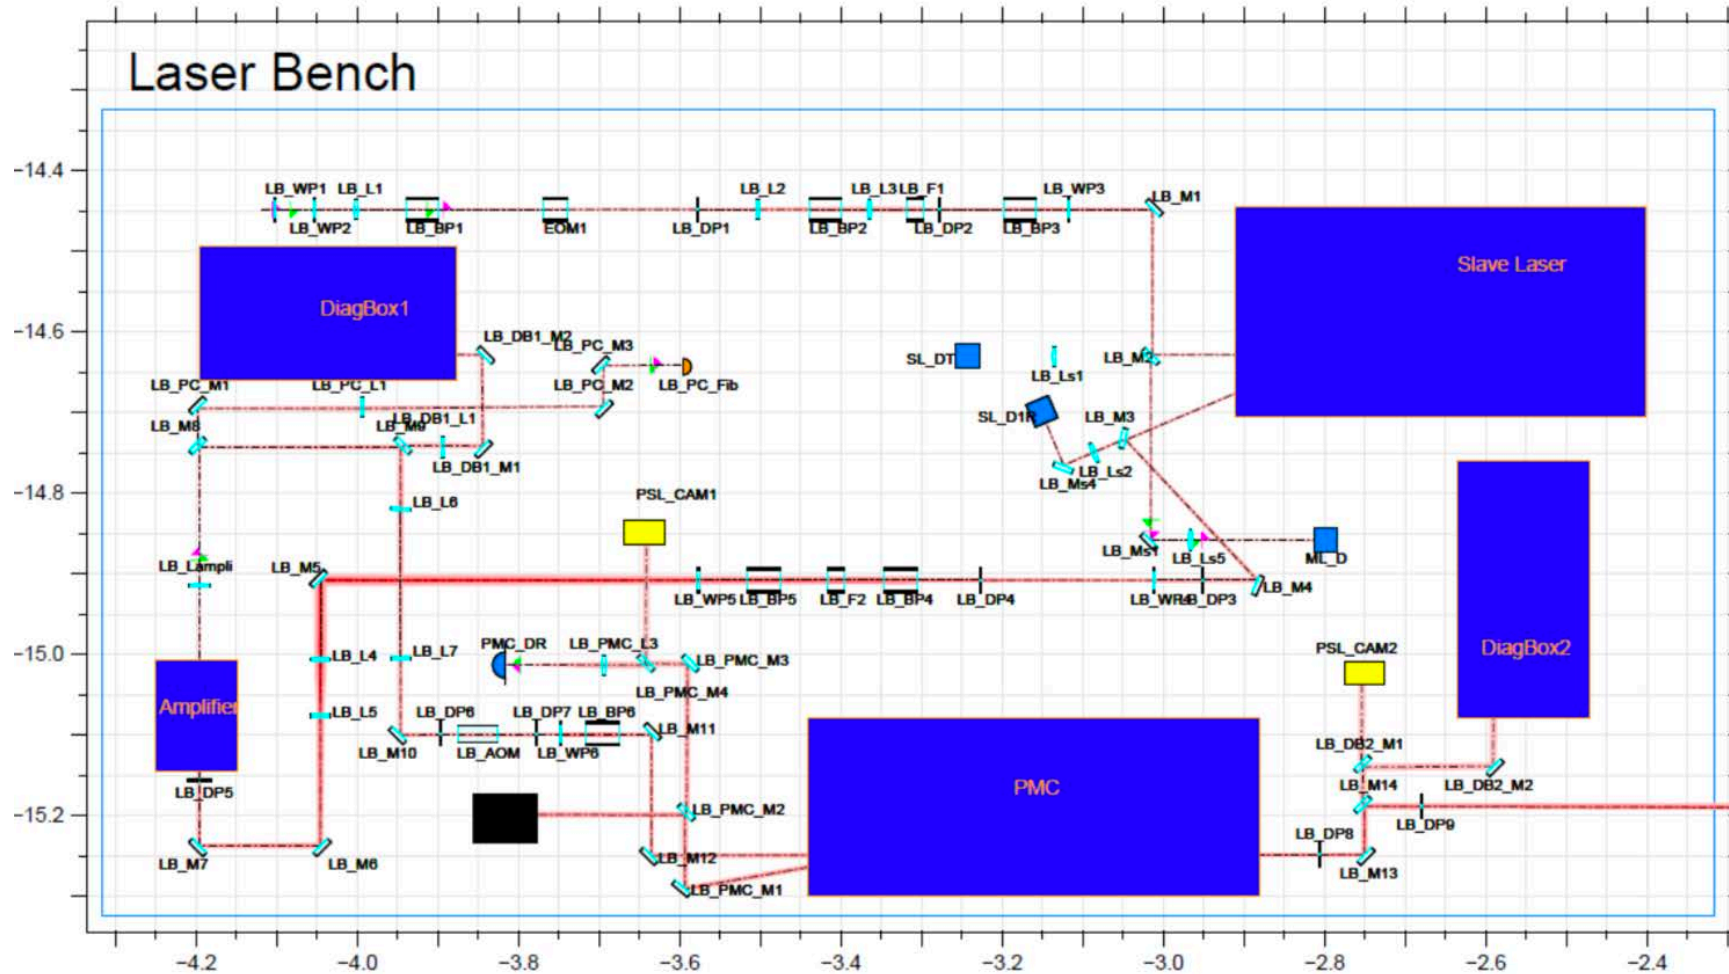 Laser Bench
−14.4
−14.6
−14.8
−15.0
−15.2
LB_WP1 LB_L1 LB_L2 LB_L3 LB_F1 LB_WP3 LB_M1
LB_WP2 LB_BP1 EOM1 LB_DP1 LB_BP2 LB_DP2 LB_BP3
Slave Laser
DiagBox1
LB_DB1_M2
LB_PC_M3
SL_DT LB_M2
LB_PC_M1 LB_PC_L1 LB_PC_M2 LB_PC_Fib LB_Ls1
LB_M8 LB_M9 LB_DB1_L1 SL_D1R LB_M3
LB_DB1_M1 LB_Ms4 LB_Ls2
LB_L6 PSL_CAM1
LB_Ms1 LB_Ls5 ML_D
LB_Lampli LB_M5
LB_WP5 LB_BP5 LB_F2 LB_BP4 LB_DP4 LB_WP4 LB_DP3 LB_M4
LB_L4 LB_L7 PMC_DR LB_PMC_L3 LB_PMC_M3 PSL_CAM2 DiagBox2
LB_PMC_M4
Amplifier LB_L5 LB_DP6 LB_DP7 LB_BP6 LB_M11
LB_M10 LB_AOM LB_WP6 LB_DB2_M1
LB_DP5 LB_M14 LB_DB2_M2
PMC
LB_PMC_M2 LB_DP8 LB_DP9
LB_M7 LB_M6 LB_M12 LB_M13
LB_PMC_M1
−4.2 −4.0 −3.8 −3.6 −3.4 −3.2 −3.0 −2.8 −2.6 −2.4